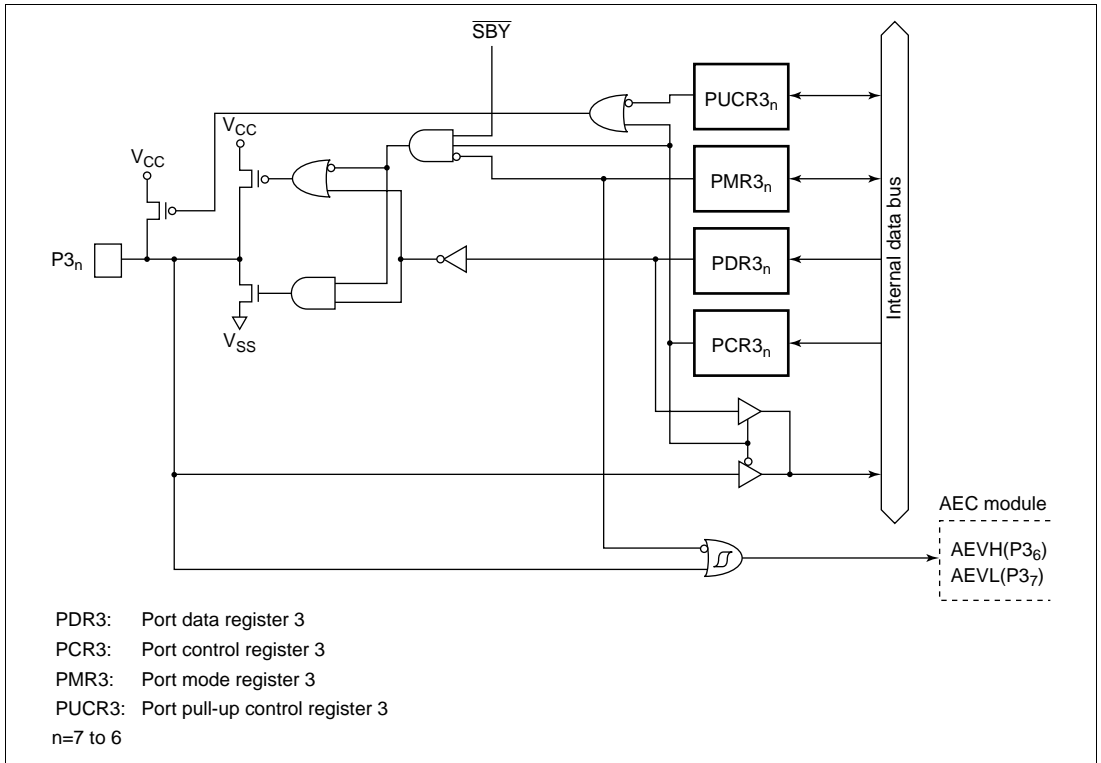 SBY
PUCR3n
VCC
VCC
PMR3n
P3n
PDR3n
Internal data bus
VSS
PCR3n
AEC module
AEVH(P36)
AEVL(P37)
PDR3: Port data register 3
PCR3: Port control register 3
PMR3: Port mode register 3
PUCR3: Port pull-up control register 3
n=7 to 6